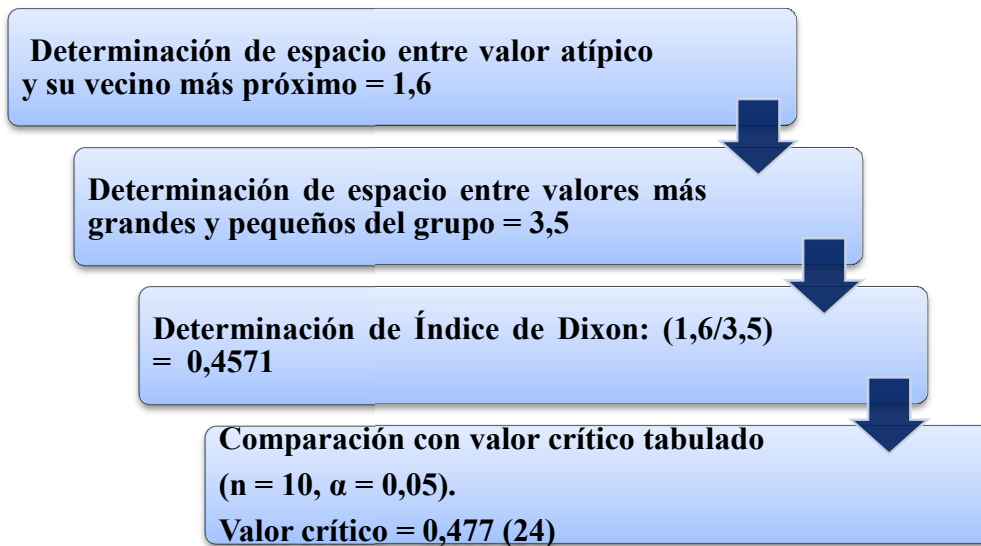 Determinación de espacio entre valor atípico
y su vecino más próximo = 1,6
Determinación de espacio entre valores más
grandes y pequeños del grupo = 3,5
Determinación de Índice de Dixon: (1,6/3,5)
= 0,4571
Comparación con valor crítico tabulado
(n = 10, α = 0,05).
Valor crítico = 0,477 (24)